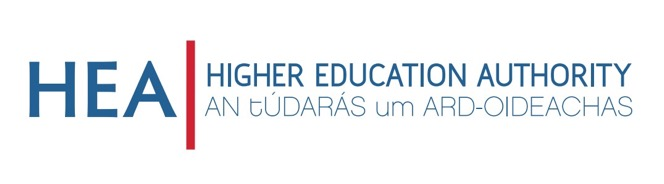 HEA
HIGHER EDUCATION AUTHORITY
AN tÚDARÁS um ARD-OIDEACHAS